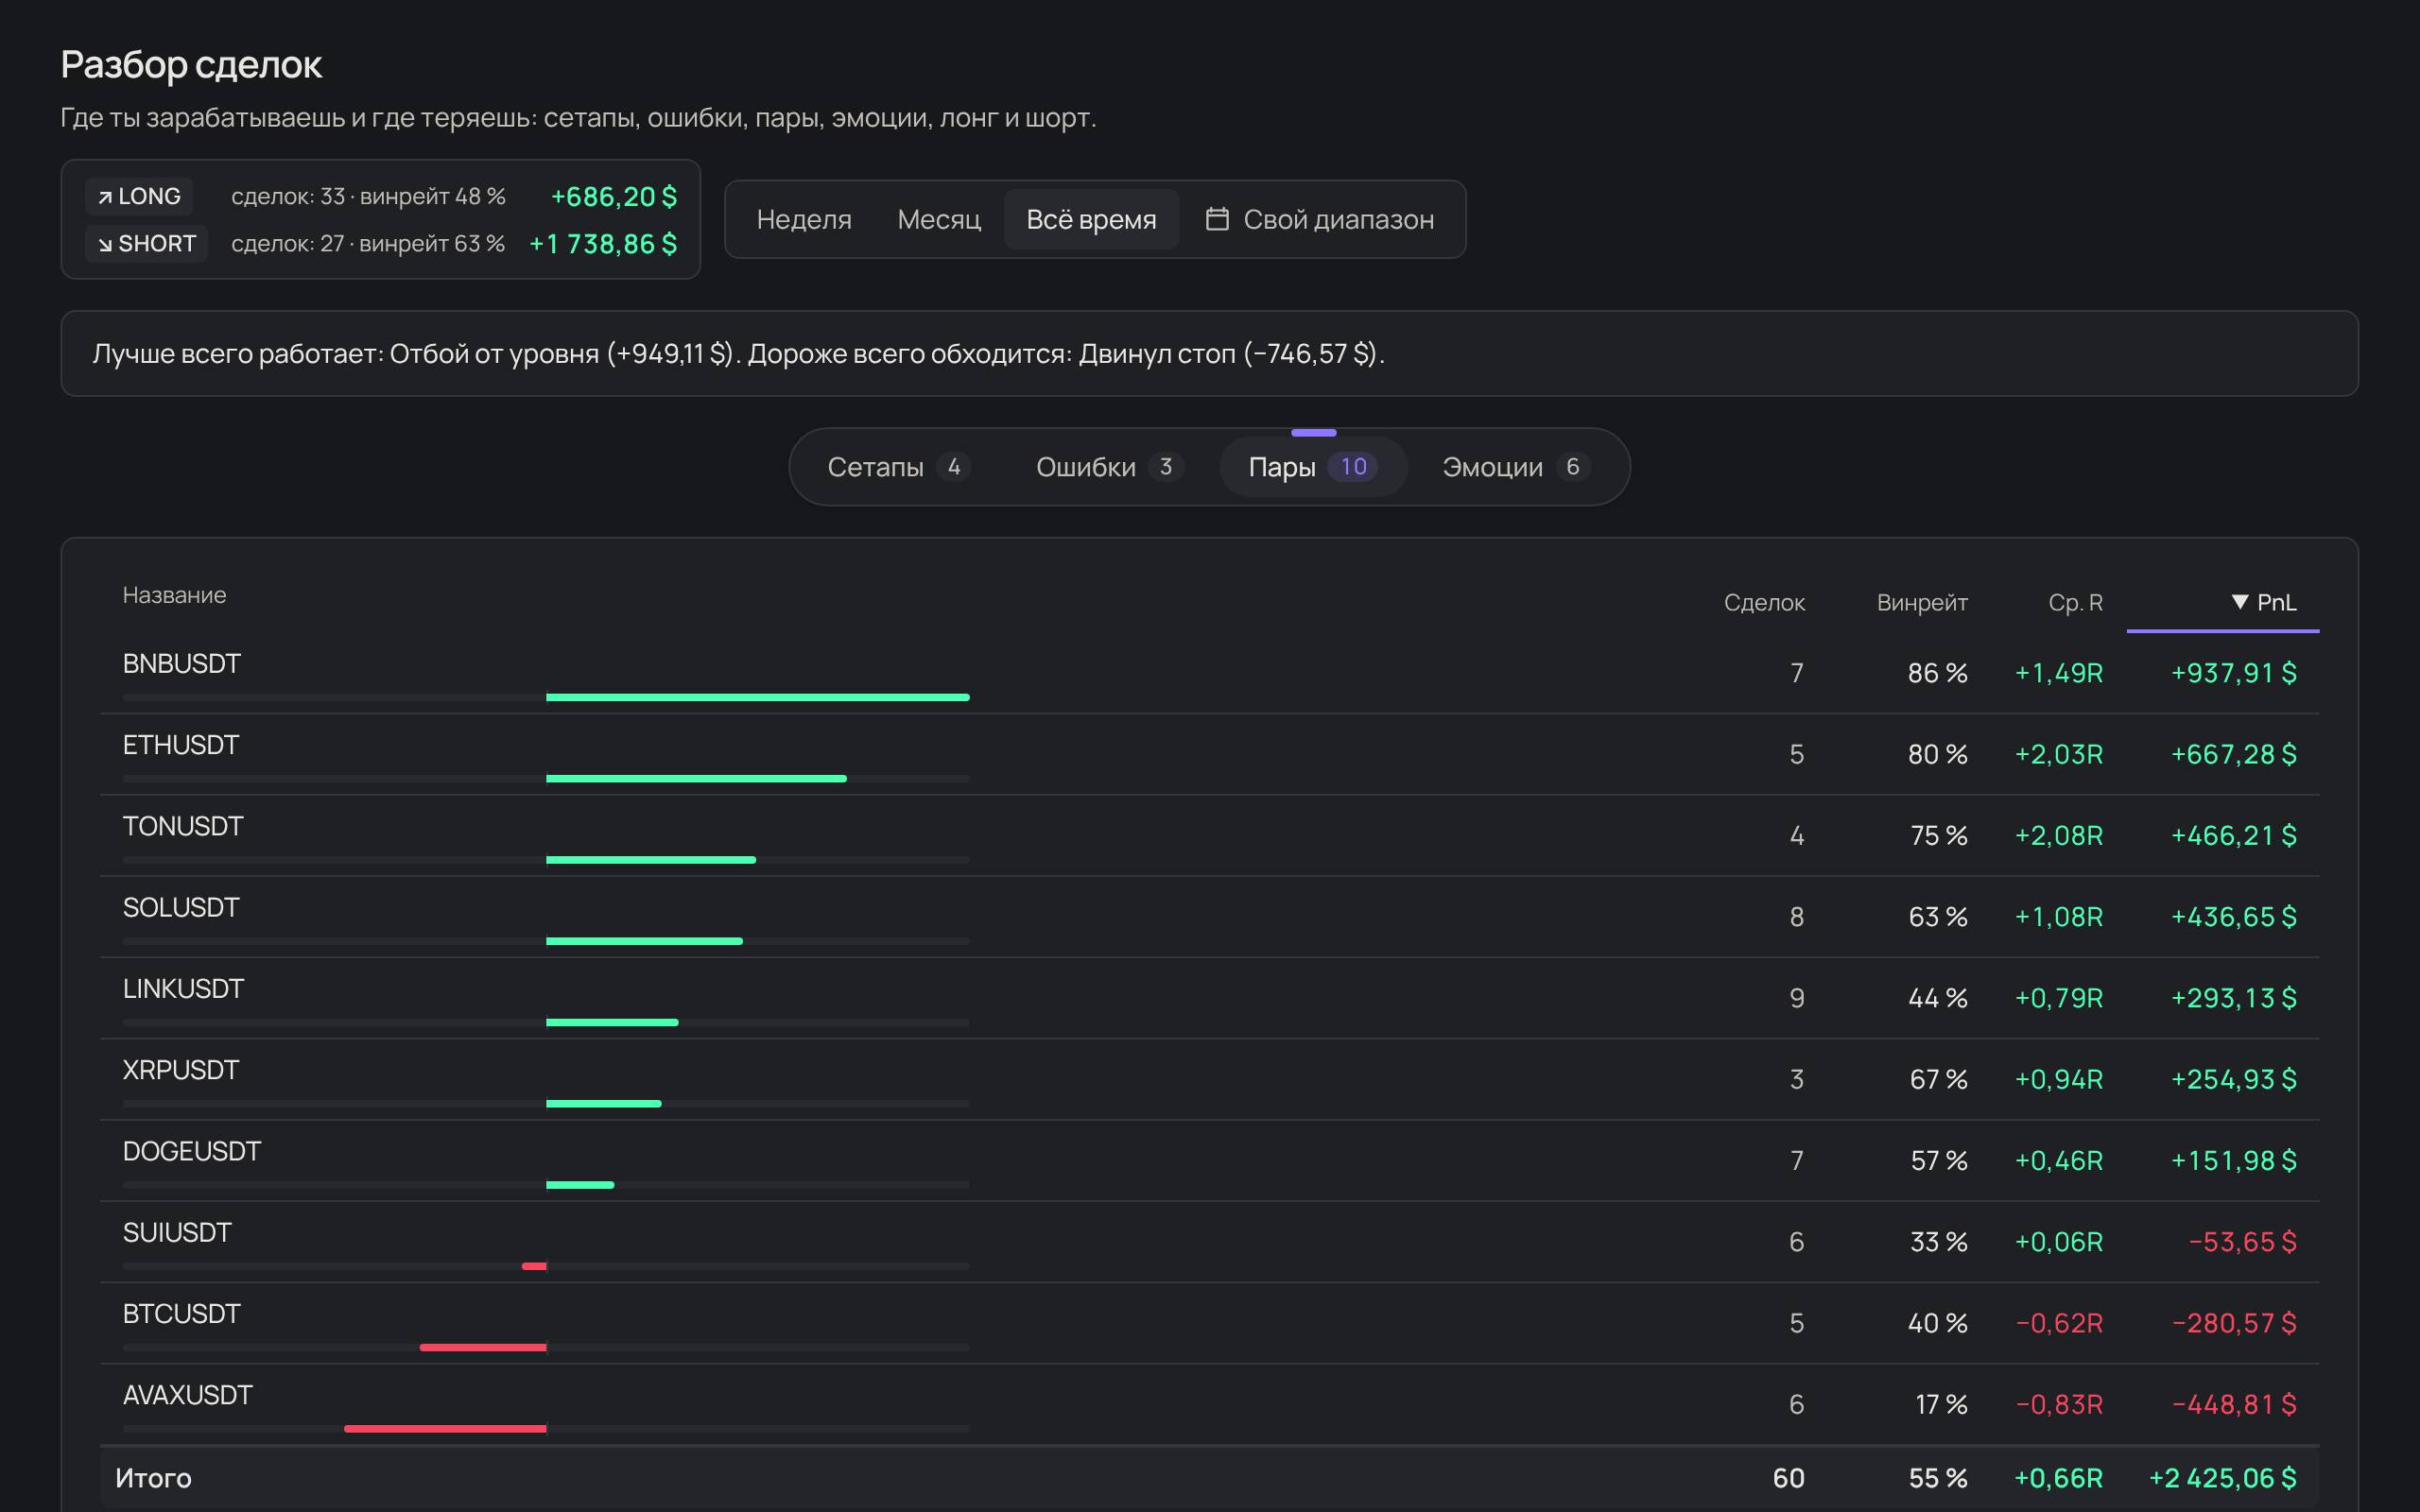 Разбор сделок
Где ты зарабатываешь и где теряешь: сетапы, ошибки, пары, эмоции, лонг и шорт.
LONG сделок: 33 · винрейт 48 % +686,20 $
SHORT сделок: 27 · винрейт 63 % +1 738,86 $
Неделя Месяц Всё время Свой диапазон
Лучше всего работает: Отбой от уровня (+949,11 $). Дороже всего обходится: Двинул стоп (−746,57 $).
Сетапы 4 Ошибки 3 Пары 10 Эмоции 6
Название Сделок Винрейт Ср. R ▼ PnL
BNBUSDT 7 86 % +1,49R +937,91 $
ETHUSDT 5 80 % +2,03R +667,28 $
TONUSDT 4 75 % +2,08R +466,21 $
SOLUSDT 8 63 % +1,08R +436,65 $
LINKUSDT 9 44 % +0,79R +293,13 $
XRPUSDT 3 67 % +0,94R +254,93 $
DOGEUSDT 7 57 % +0,46R +151,98 $
SUIUSDT 6 33 % +0,06R −53,65 $
BTCUSDT 5 40 % −0,62R −280,57 $
AVAXUSDT 6 17 % −0,83R −448,81 $
Итого 60 55 % +0,66R +2 425,06 $